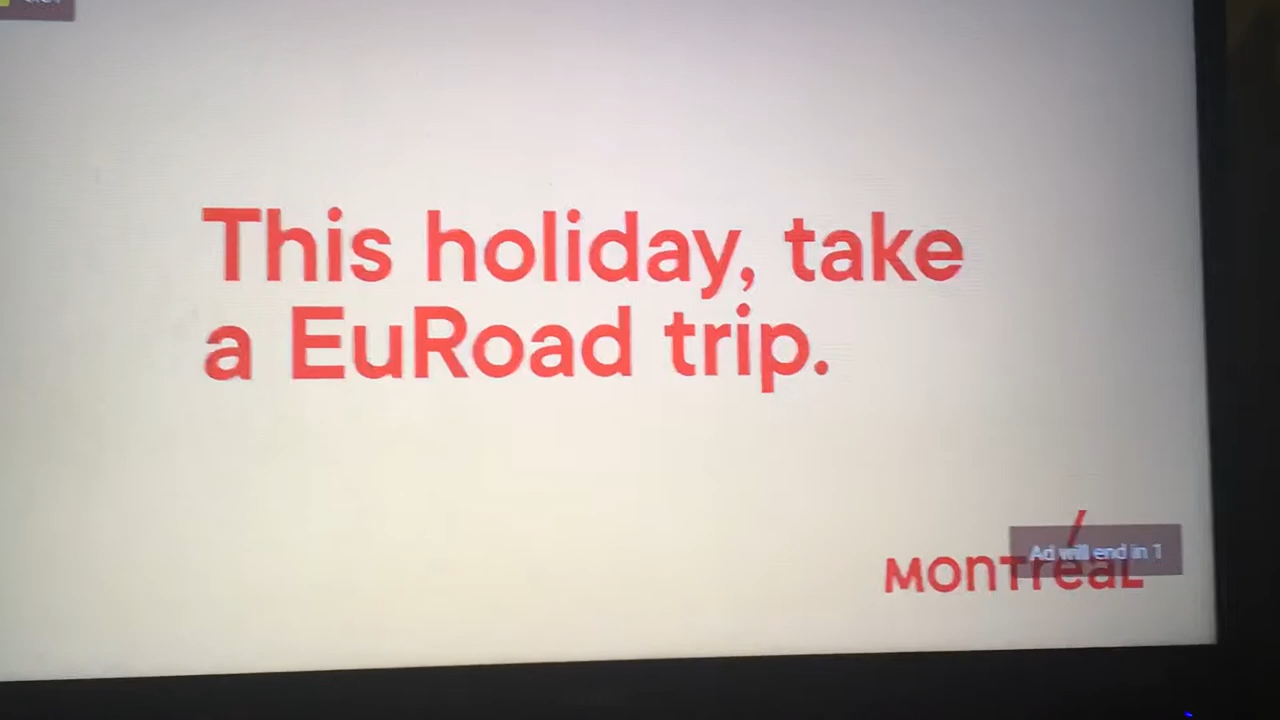 This holiday, take
a EuRoad trip.
Ad will end in 1
MONTréaL